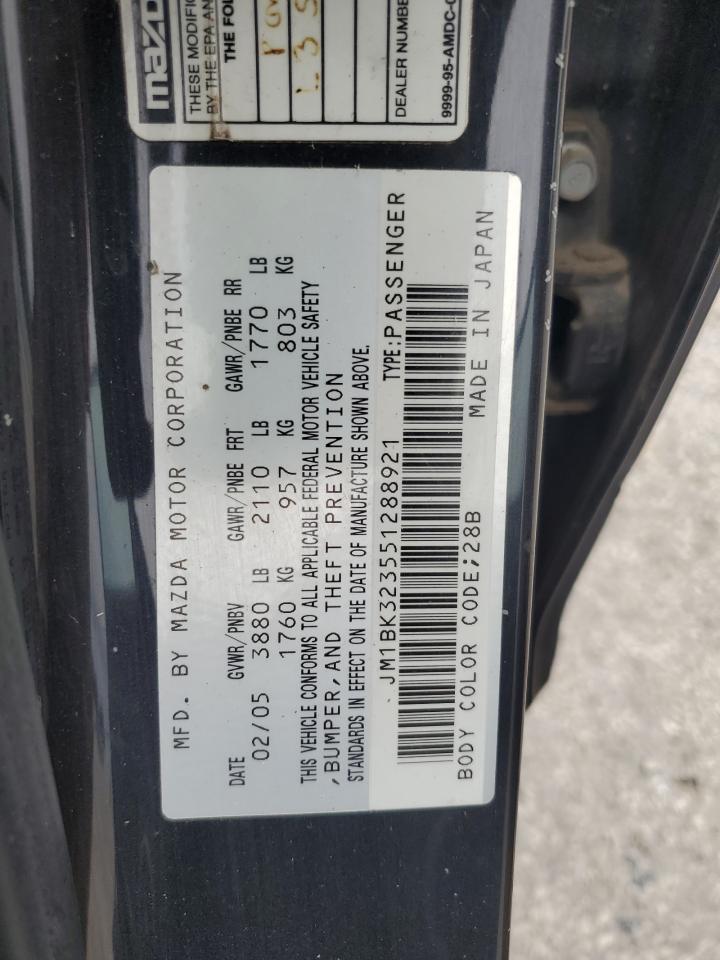 mazda
THESE MODIFIC
BY THE EPA AN
THE FOL
L3S
DEALER NUMBE
9999-95-AMDC-
MFD. BY MAZDA MOTOR CORPORATION
DATE GVWR/PNBV GAWR/PNBE FRT GAWR/PNBE RR
02/05 3880 LB 2110 LB 1770 LB
1760 KG 957 KG 803 KG
THIS VEHICLE CONFORMS TO ALL APPLICABLE FEDERAL MOTOR VEHICLE SAFETY
,BUMPER,AND THEFT PREVENTION
STANDARDS IN EFFECT ON THE DATE OF MANUFACTURE SHOWN ABOVE.
JM1BK323551288921 TYPE:PASSENGER
BODY COLOR CODE;28B MADE IN JAPAN